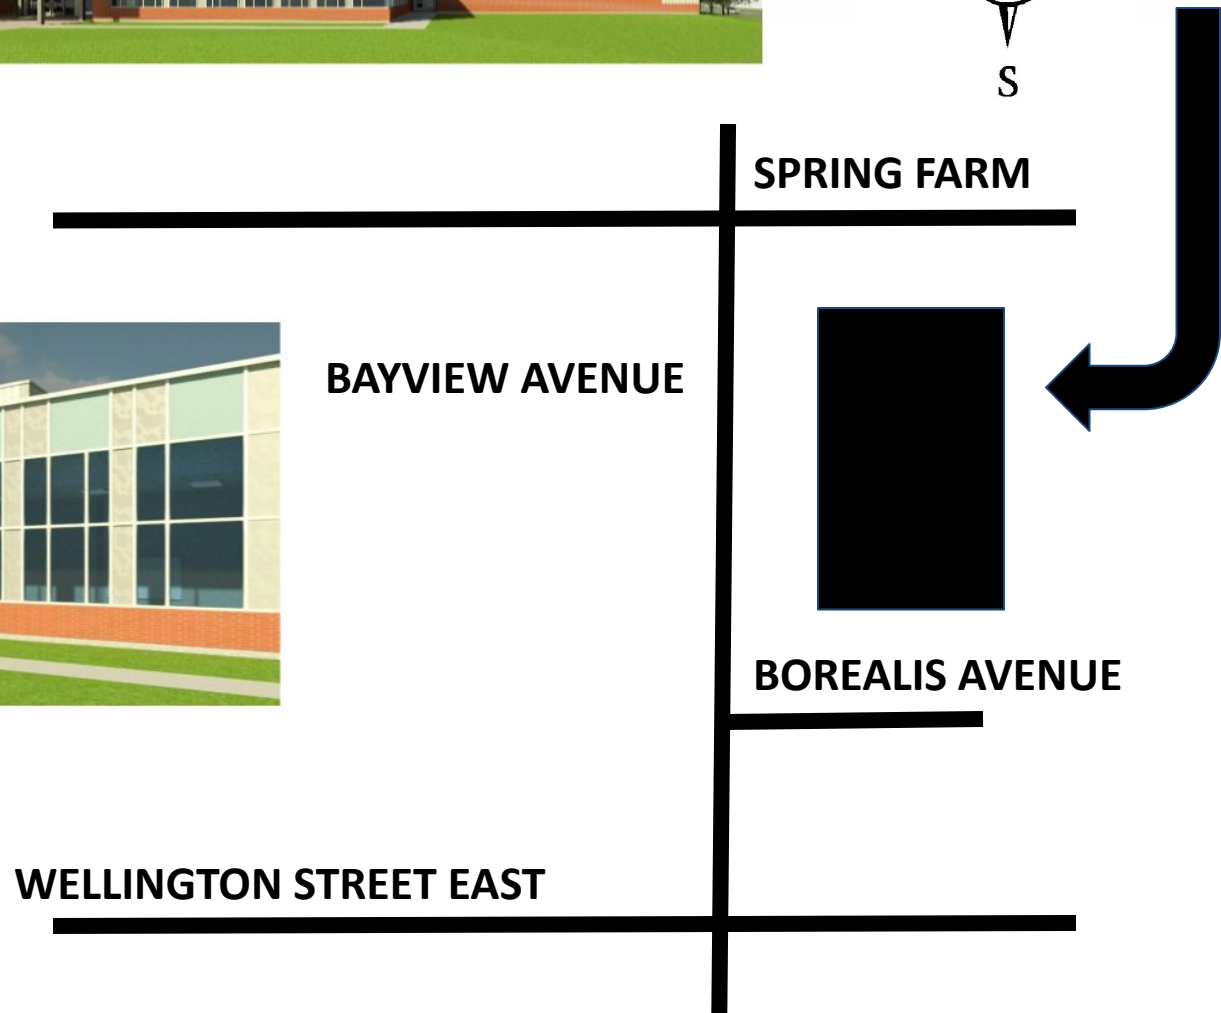 S
SPRING FARM
BAYVIEW AVENUE
BOREALIS AVENUE
WELLINGTON STREET EAST